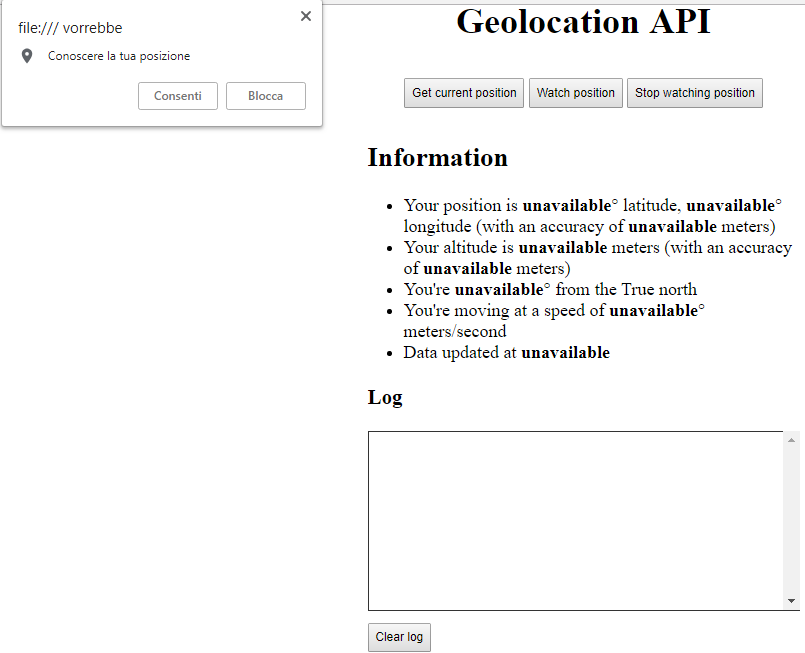 file:/// vorrebbe
Conoscere la tua posizione
Consenti Blocca
Geolocation API
Get current position Watch position Stop watching position
Information
Your position is unavailable° latitude, unavailable°
longitude (with an accuracy of unavailable meters)
Your altitude is unavailable meters (with an accuracy
of unavailable meters)
You're unavailable° from the True north
You're moving at a speed of unavailable°
meters/second
Data updated at unavailable
Log
Clear log